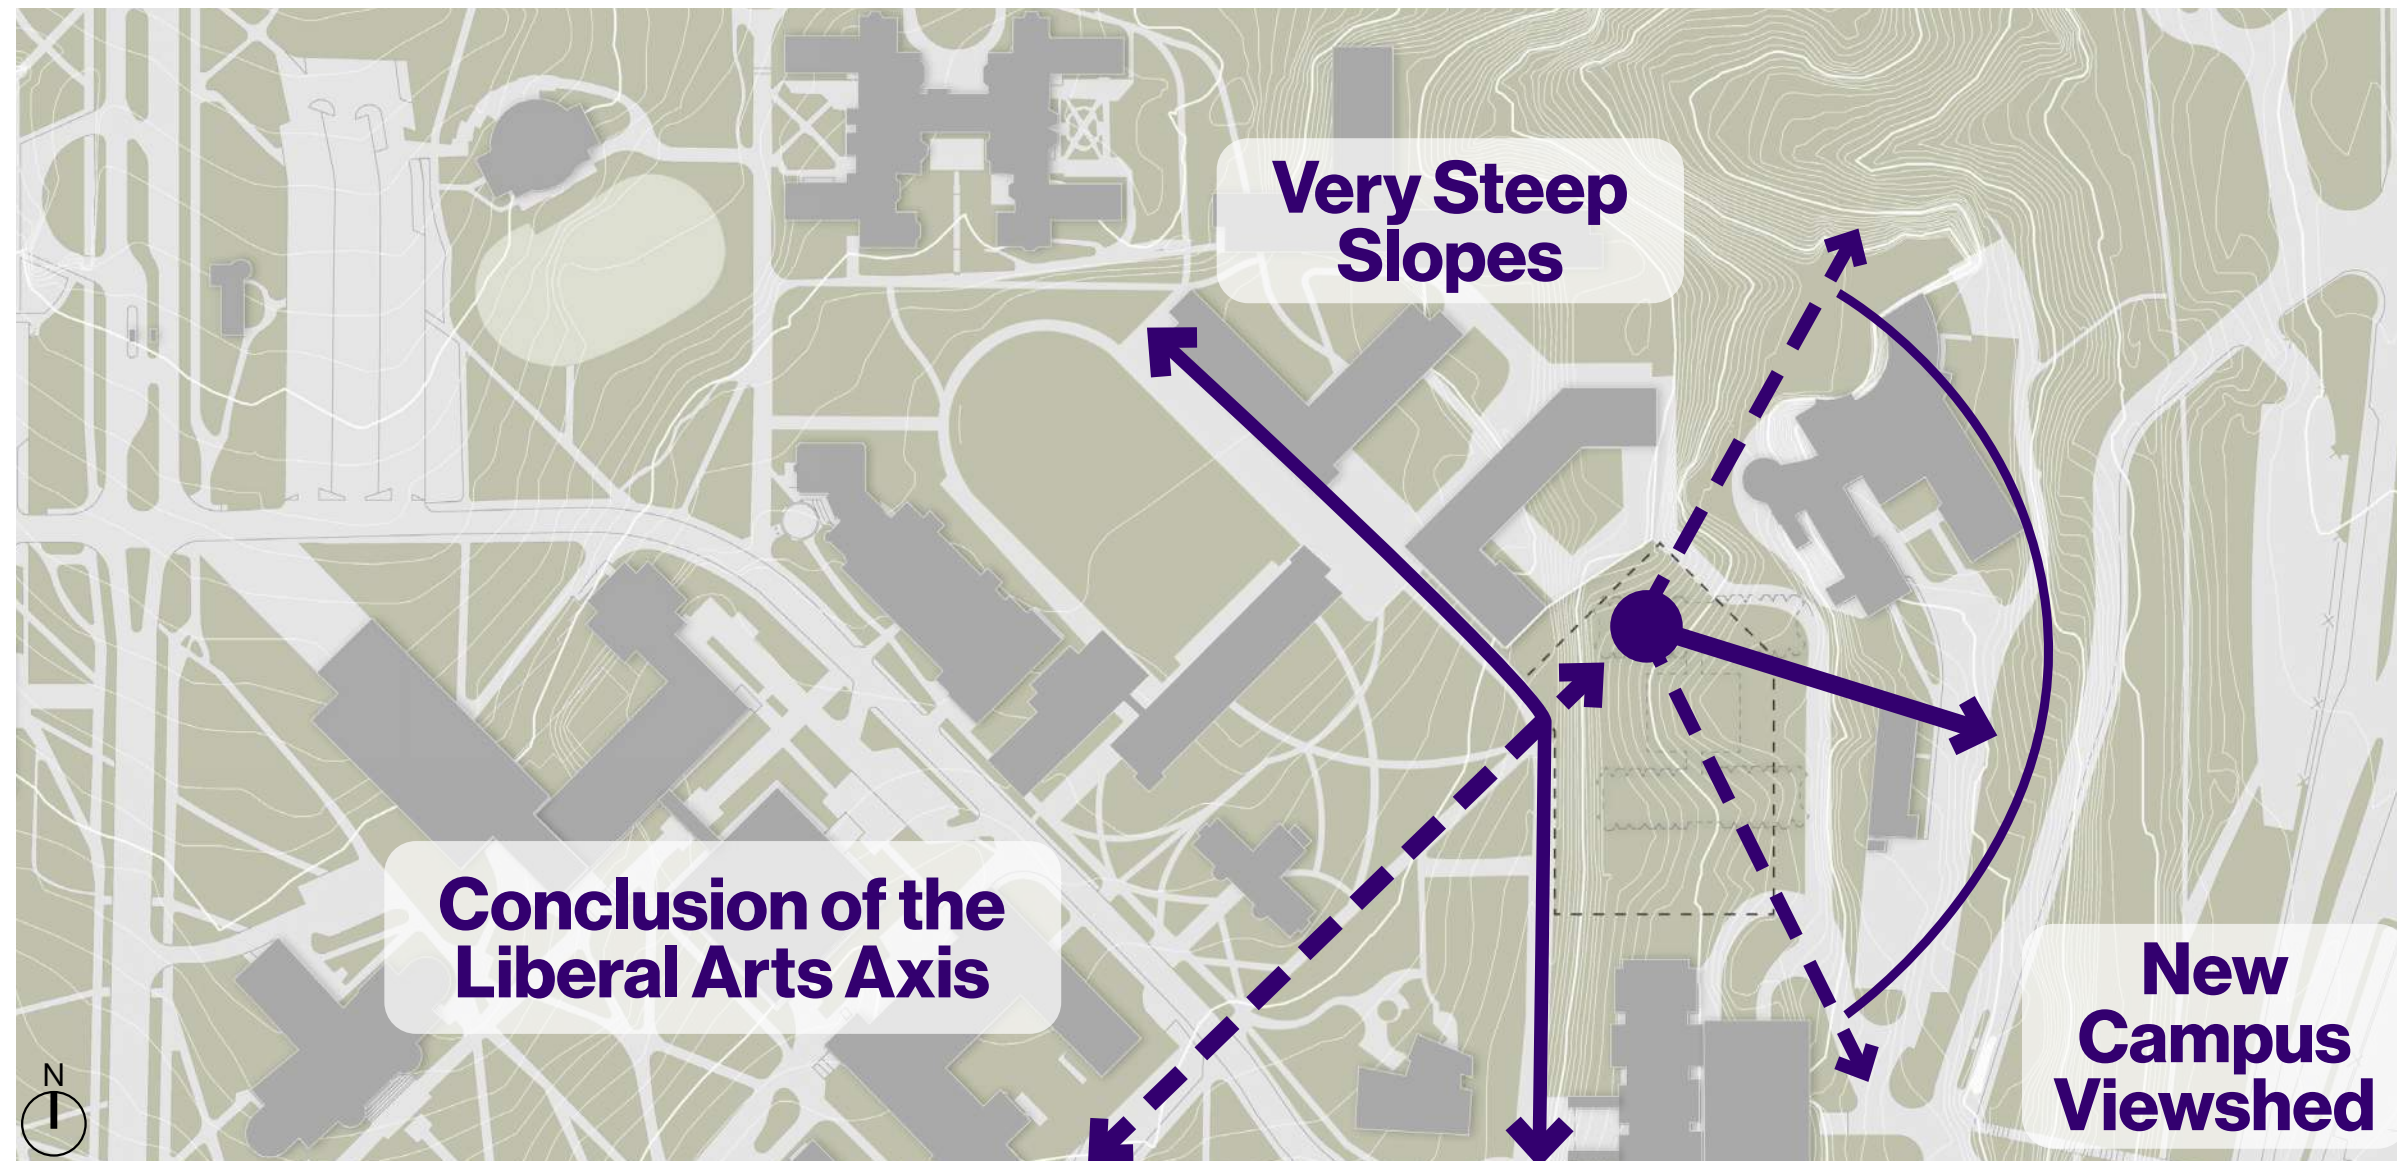 Very Steep
Slopes
Conclusion of the
Liberal Arts Axis
New
Campus
Viewshed
N